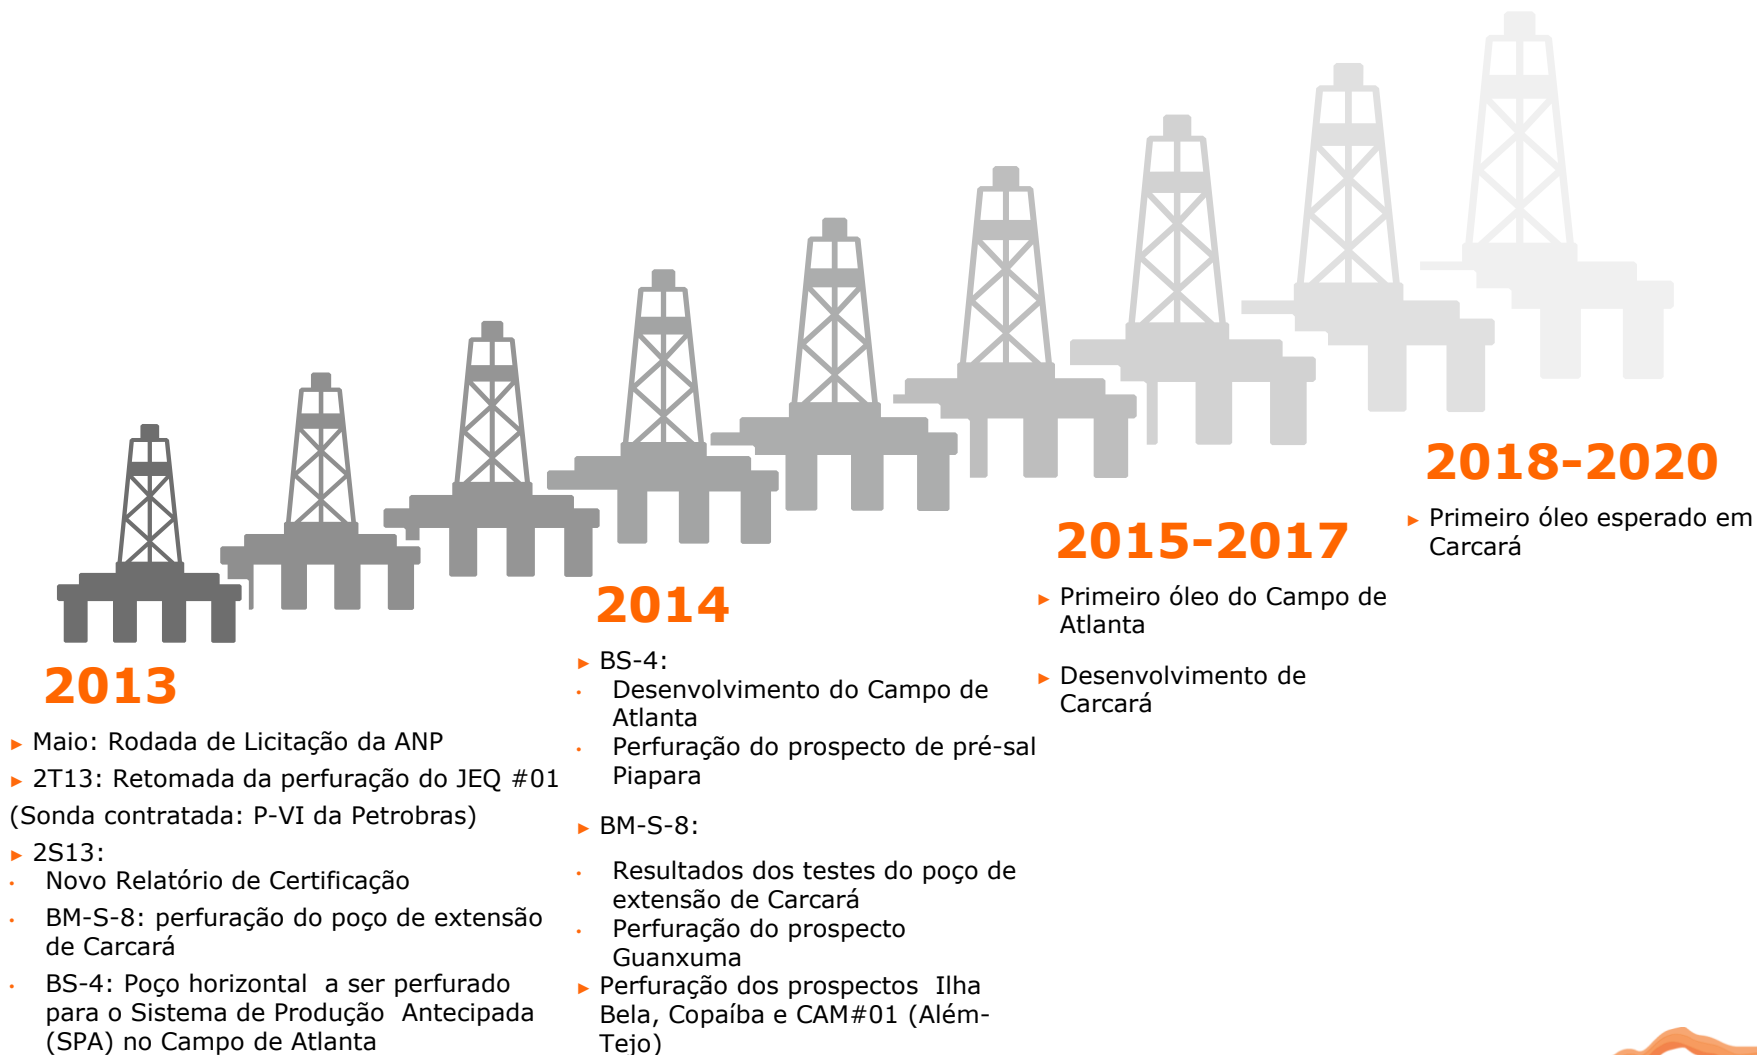 2013
► Maio: Rodada de Licitação da ANP
► 2T13: Retomada da perfuração do JEQ #01
(Sonda contratada: P-VI da Petrobras)
► 2S13:
• Novo Relatório de Certificação
• BM-S-8: perfuração do poço de extensão
de Carcará
• BS-4: Poço horizontal a ser perfurado
para o Sistema de Produção Antecipada
(SPA) no Campo de Atlanta
2014
► BS-4:
• Desenvolvimento do Campo de
Atlanta
• Perfuração do prospecto de pré-sal
Piapara
► BM-S-8:
• Resultados dos testes do poço de
extensão de Carcará
• Perfuração do prospecto
Guanxuma
► Perfuração dos prospectos Ilha
Bela, Copaíba e CAM#01 (Além-
Tejo)
2015-2017
► Primeiro óleo do Campo de
Atlanta
► Desenvolvimento de
Carcará
2018-2020
► Primeiro óleo esperado em
Carcará